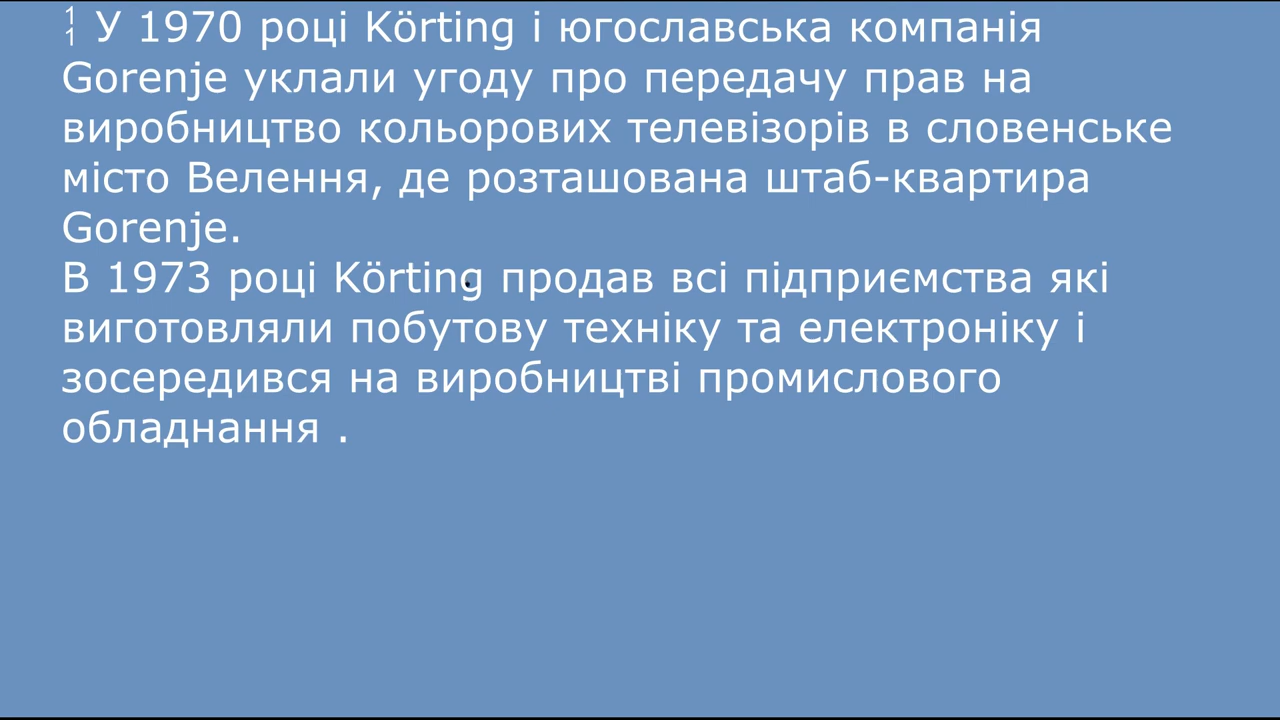 У 1970 році Körting і югославська компанія
Gorenje уклали угоду про передачу прав на
виробництво кольорових телевізорів в словенське
місто Велення, де розташована штаб-квартира
Gorenje.
В 1973 році Körting продав всі підприємства які
виготовляли побутову техніку та електроніку і
зосередився на виробництві промислового
обладнання .